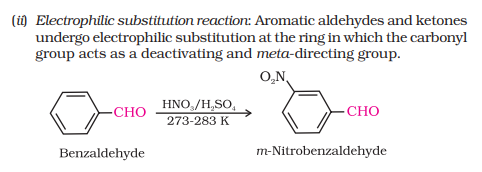 (ii) Electrophilic substitution reaction: Aromatic aldehydes and ketones
undergo electrophilic substitution at the ring in which the carbonyl
group acts as a deactivating and meta-directing group.
O₂N
CHO
HNO₃/H₂SO₄
273-283 K
CHO
Benzaldehyde
m-Nitrobenzaldehyde